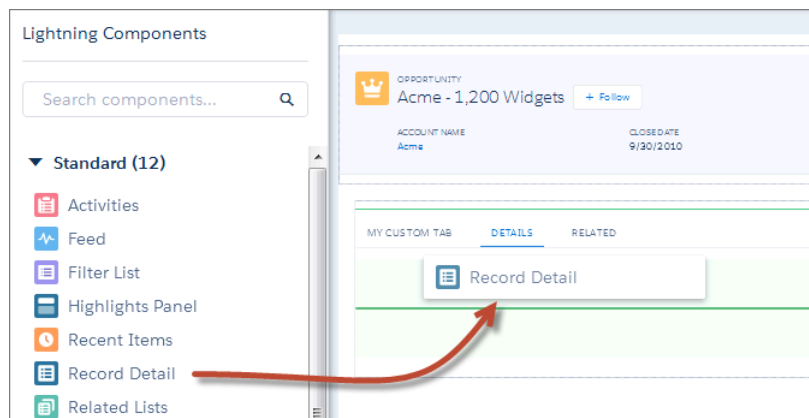 Lightning Components
Search components...
Standard (12)
Activities
Feed
Filter List
Highlights Panel
Recent Items
Record Detail
Related Lists
OPPORTUNITY
Acme - 1,200 Widgets
+ Follow
ACCOUNT NAME
CLOSE DATE
Acme
9/30/2010
MY CUSTOM TAB
DETAILS
RELATED
Record Detail